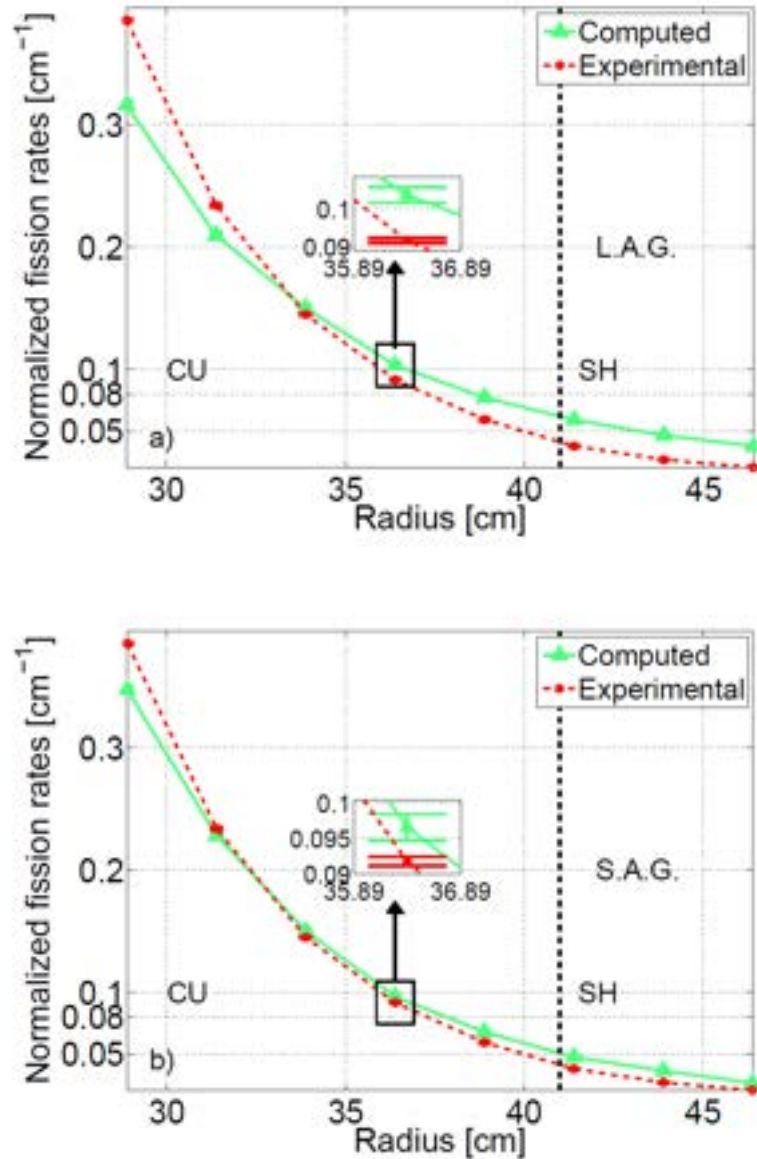 Normalized fission rates [cm⁻¹]
0.3
0.2
0.1
0.08
0.05
Computed
Experimental
0.1
0.09
35.89 36.89
L.A.G.
CU
SH
a)
30 35 40 45
Radius [cm]
Normalized fission rates [cm⁻¹]
0.3
0.2
0.1
0.08
0.05
Computed
Experimental
0.1
0.095
0.09
35.89 36.89
S.A.G.
CU
SH
b)
30 35 40 45
Radius [cm]